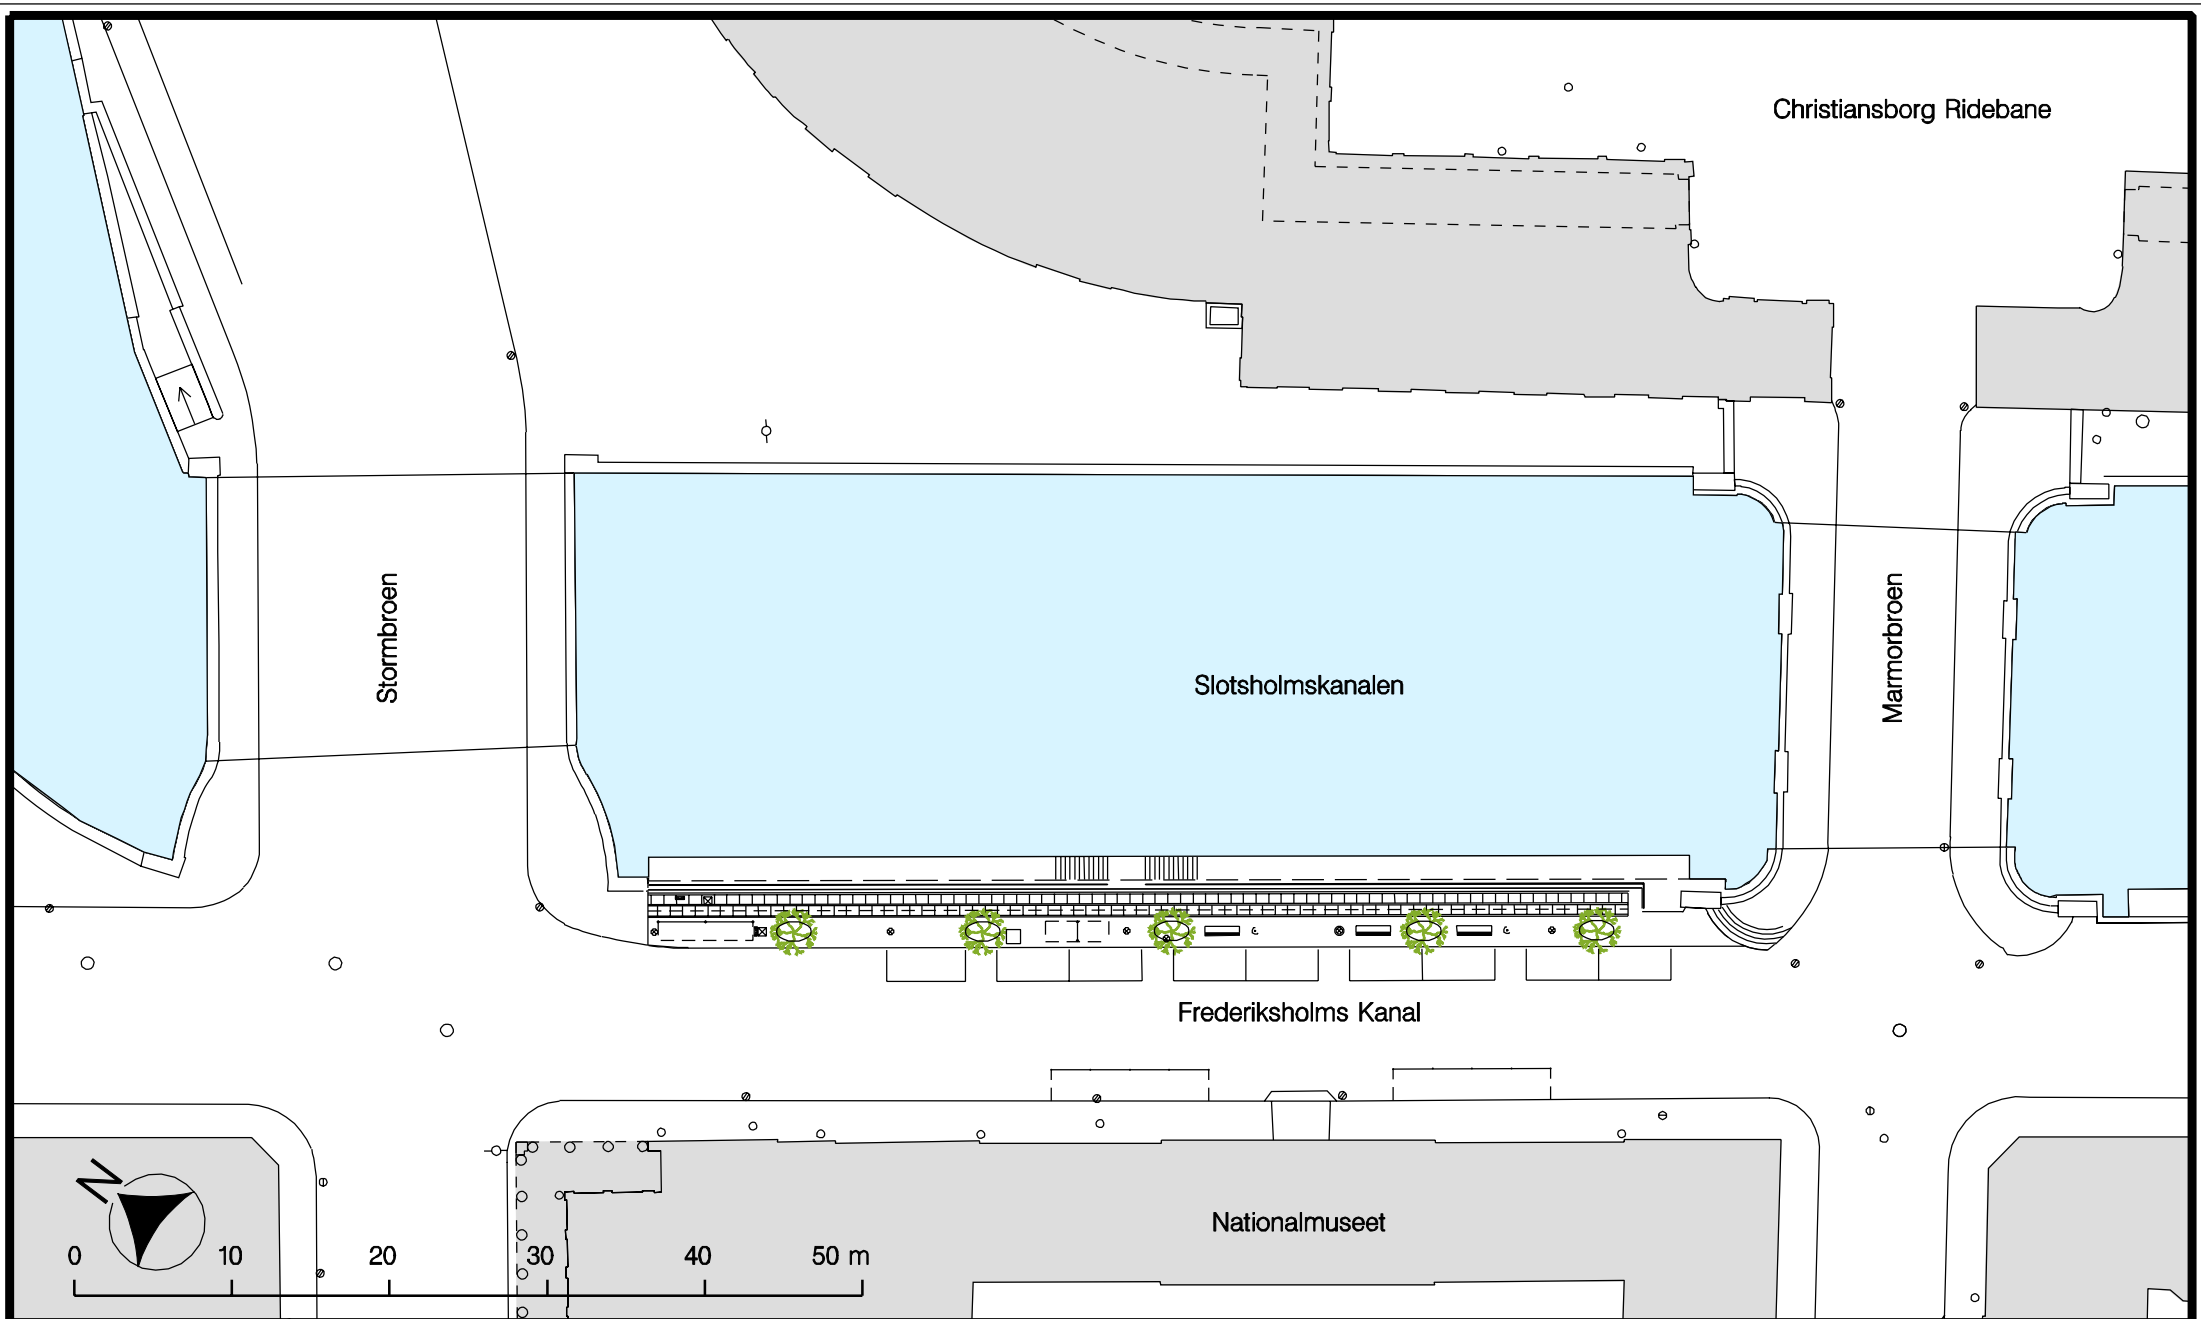 Christiansborg Ridebane
Stormbroen
Slotsholmskanalen
Marmorbroen
Frederiksholms Kanal
Nationalmuseet
N
0 10 20 30 40 50 m